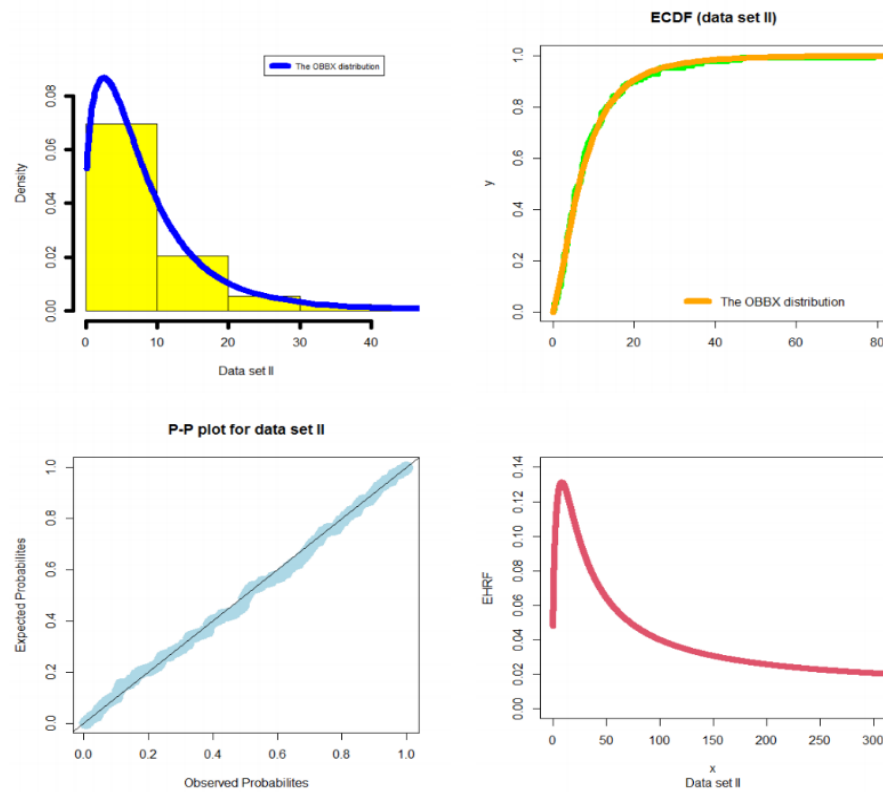 The OBBX distribution
Density
0.00 0.02 0.04 0.06 0.08
0 10 20 30 40
Data set II
ECDF (data set II)
y
0.0 0.2 0.4 0.6 0.8 1.0
The OBBX distribution
0 20 40 60 80
P-P plot for data set II
Expected Probabilites
0.0 0.2 0.4 0.6 0.8 1.0
0.0 0.2 0.4 0.6 0.8 1.0
Observed Probabilites
EHRF
0.00 0.02 0.04 0.06 0.08 0.10 0.12 0.14
0 50 100 150 200 250 300
x
Data set II